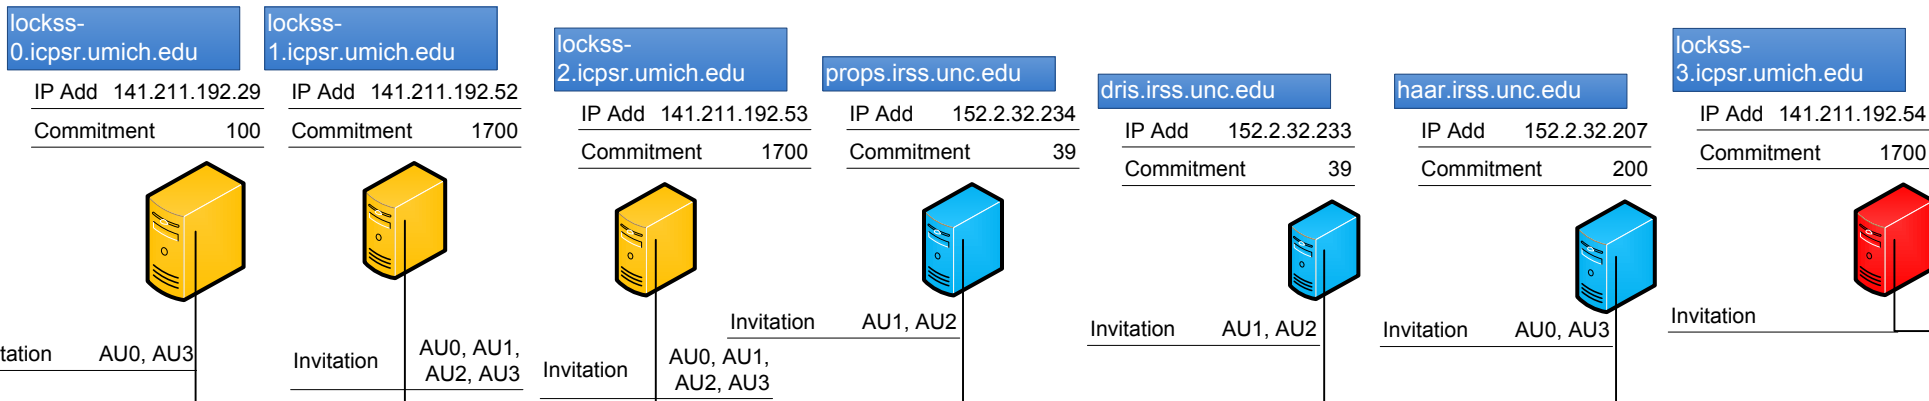 lockss-
0.icpsr.umich.edu
IP Add 141.211.192.29
Commitment 100
tation AU0, AU3
lockss-
1.icpsr.umich.edu
IP Add 141.211.192.52
Commitment 1700
Invitation AU0, AU1,
AU2, AU3
lockss-
2.icpsr.umich.edu
IP Add 141.211.192.53
Commitment 1700
Invitation AU0, AU1,
AU2, AU3
props.irss.unc.edu
IP Add 152.2.32.234
Commitment 39
Invitation AU1, AU2
dris.irss.unc.edu
IP Add 152.2.32.233
Commitment 39
Invitation AU1, AU2
haar.irss.unc.edu
IP Add 152.2.32.207
Commitment 200
Invitation AU0, AU3
lockss-
3.icpsr.umich.edu
IP Add 141.211.192.54
Commitment 1700
Invitation